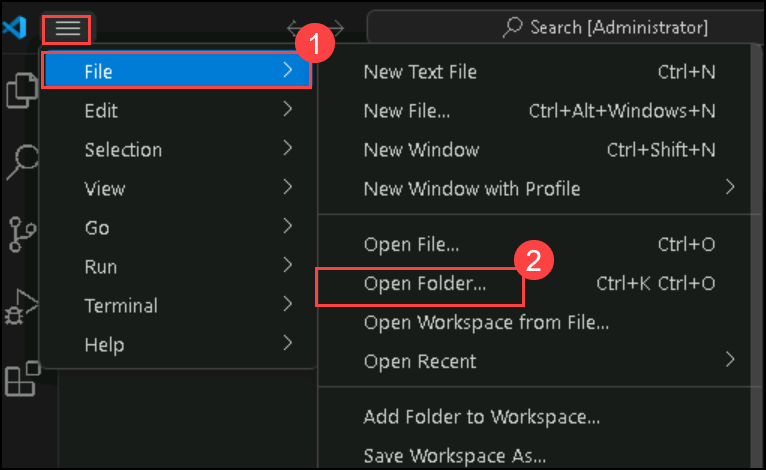 Search [Administrator]
1
File
Edit
Selection
View
Go
Run
Terminal
Help
New Text File Ctrl+N
New File... Ctrl+Alt+Windows+N
New Window Ctrl+Shift+N
New Window with Profile
Open File... Ctrl+O
2
Open Folder... Ctrl+K Ctrl+O
Open Workspace from File...
Open Recent
Add Folder to Workspace...
Save Workspace As...